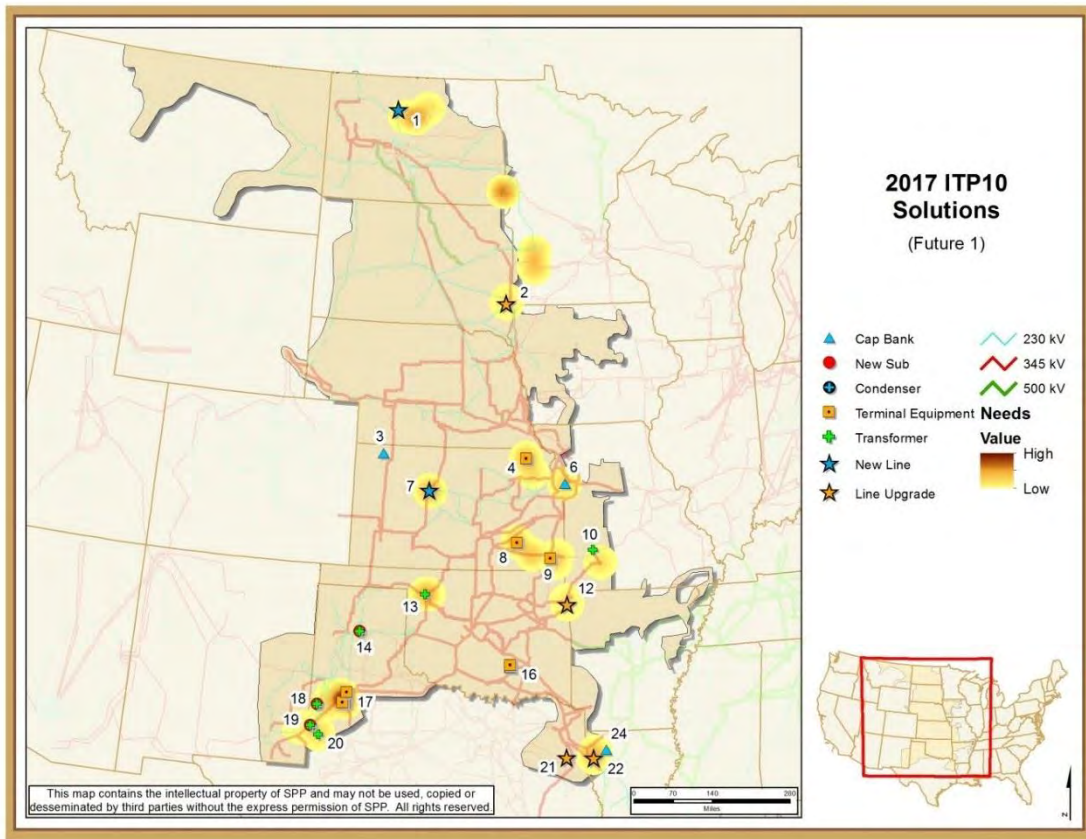 2017 ITP10
Solutions
(Future 1)
Cap Bank
New Sub
Condenser
Terminal Equipment
Transformer
New Line
Line Upgrade
230 kV
345 kV
500 kV
Needs
Value
High
Low
1
2
3
4
6
7
8
9
10
12
13
14
16
17
18
19
20
21
22
24
This map contains the intellectual property of SPP and may not be used, copied or
desseminated by third parties without the express permission of SPP. All rights reserved.
0 70 140 280
Miles
N